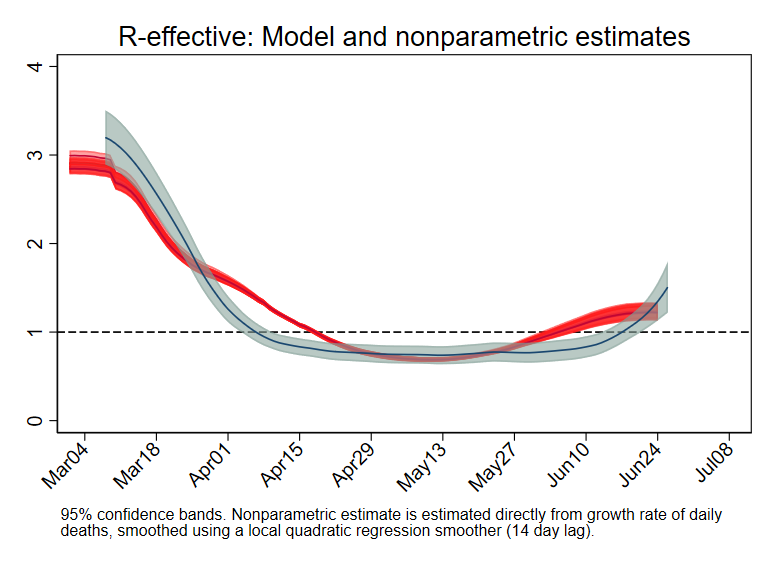 R-effective: Model and nonparametric estimates
4
3
2
1
0
Mar04
Mar18
Apr01
Apr15
Apr29
May13
May27
Jun10
Jun24
Jul08
95% confidence bands. Nonparametric estimate is estimated directly from growth rate of daily
deaths, smoothed using a local quadratic regression smoother (14 day lag).